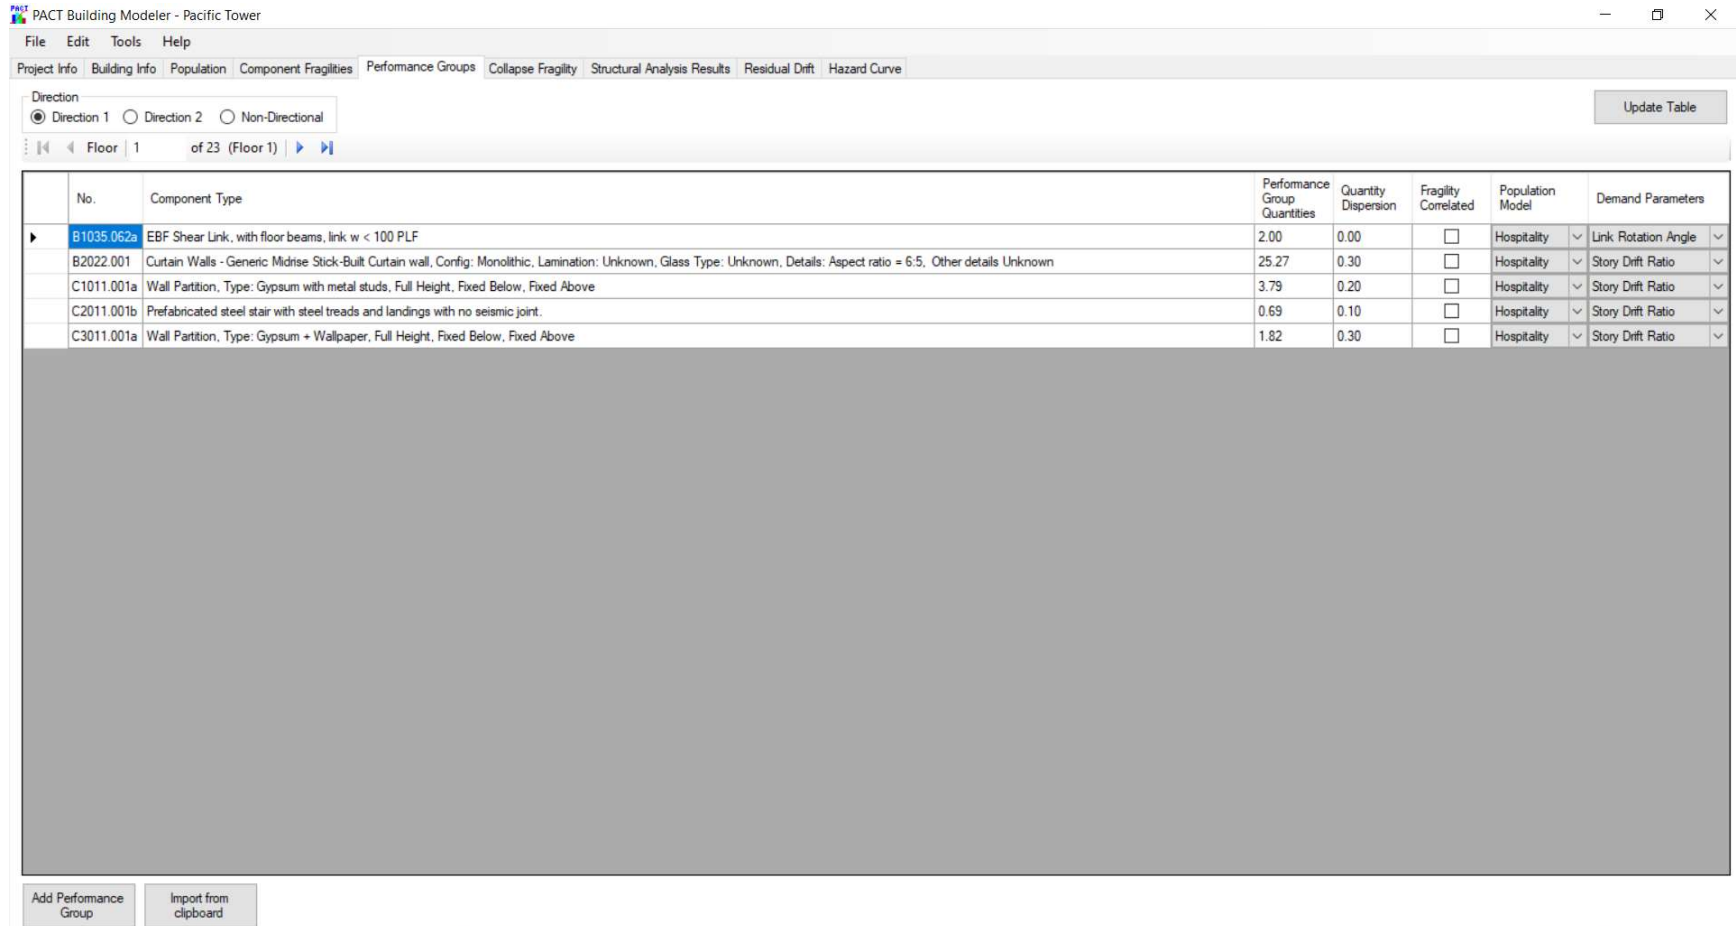 PACT
PACT Building Modeler - Pacific Tower
File Edit Tools Help
Project Info Building Info Population Component Fragilities Performance Groups Collapse Fragility Structural Analysis Results Residual Drift Hazard Curve
Direction
Direction 1 Direction 2 Non-Directional
Update Table
Floor 1 of 23 (Floor 1)
No. Component Type Performance Group Quantities Quantity Dispersion Fragility Correlated Population Model Demand Parameters
B1035.062a EBF Shear Link, with floor beams, link w < 100 PLF 2.00 0.00 Hospitality Link Rotation Angle
B2022.001 Curtain Walls - Generic Midrise Stick-Built Curtain wall, Config: Monolithic, Lamination: Unknown, Glass Type: Unknown, Details: Aspect ratio = 6:5, Other details Unknown 25.27 0.30 Hospitality Story Drift Ratio
C1011.001a Wall Partition, Type: Gypsum with metal studs, Full Height, Fixed Below, Fixed Above 3.79 0.20 Hospitality Story Drift Ratio
C2011.001b Prefabricated steel stair with steel treads and landings with no seismic joint. 0.69 0.10 Hospitality Story Drift Ratio
C3011.001a Wall Partition, Type: Gypsum + Wallpaper, Full Height, Fixed Below, Fixed Above 1.82 0.30 Hospitality Story Drift Ratio
Add Performance Group
Import from clipboard